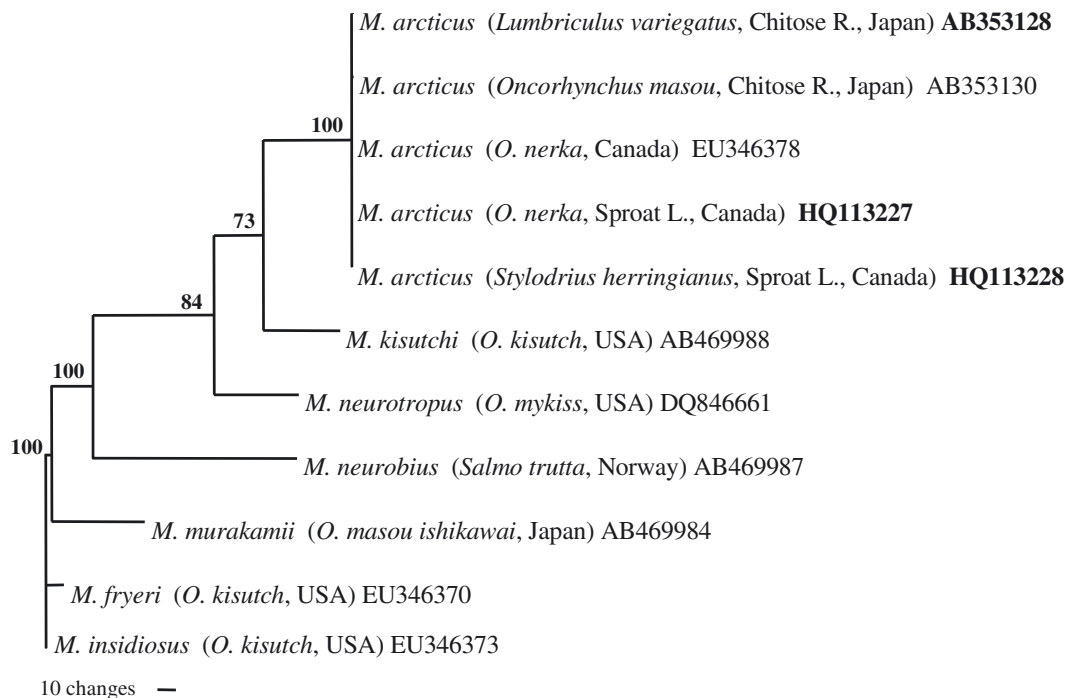 M. arcticus (Lumbriculus variegatus, Chitose R., Japan) AB353128
M. arcticus (Oncorhynchus masou, Chitose R., Japan) AB353130
100
M. arcticus (O. nerka, Canada) EU346378
M. arcticus (O. nerka, Sproat L., Canada) HQ113227
73
M. arcticus (Stylodrius herringianus, Sproat L., Canada) HQ113228
84
M. kisutchi (O. kisutch, USA) AB469988
100
M. neurotropus (O. mykiss, USA) DQ846661
100
M. neurobius (Salmo trutta, Norway) AB469987
M. murakamii (O. masou ishikawai, Japan) AB469984
M. fryeri (O. kisutch, USA) EU346370
M. insidiosus (O. kisutch, USA) EU346373
10 changes